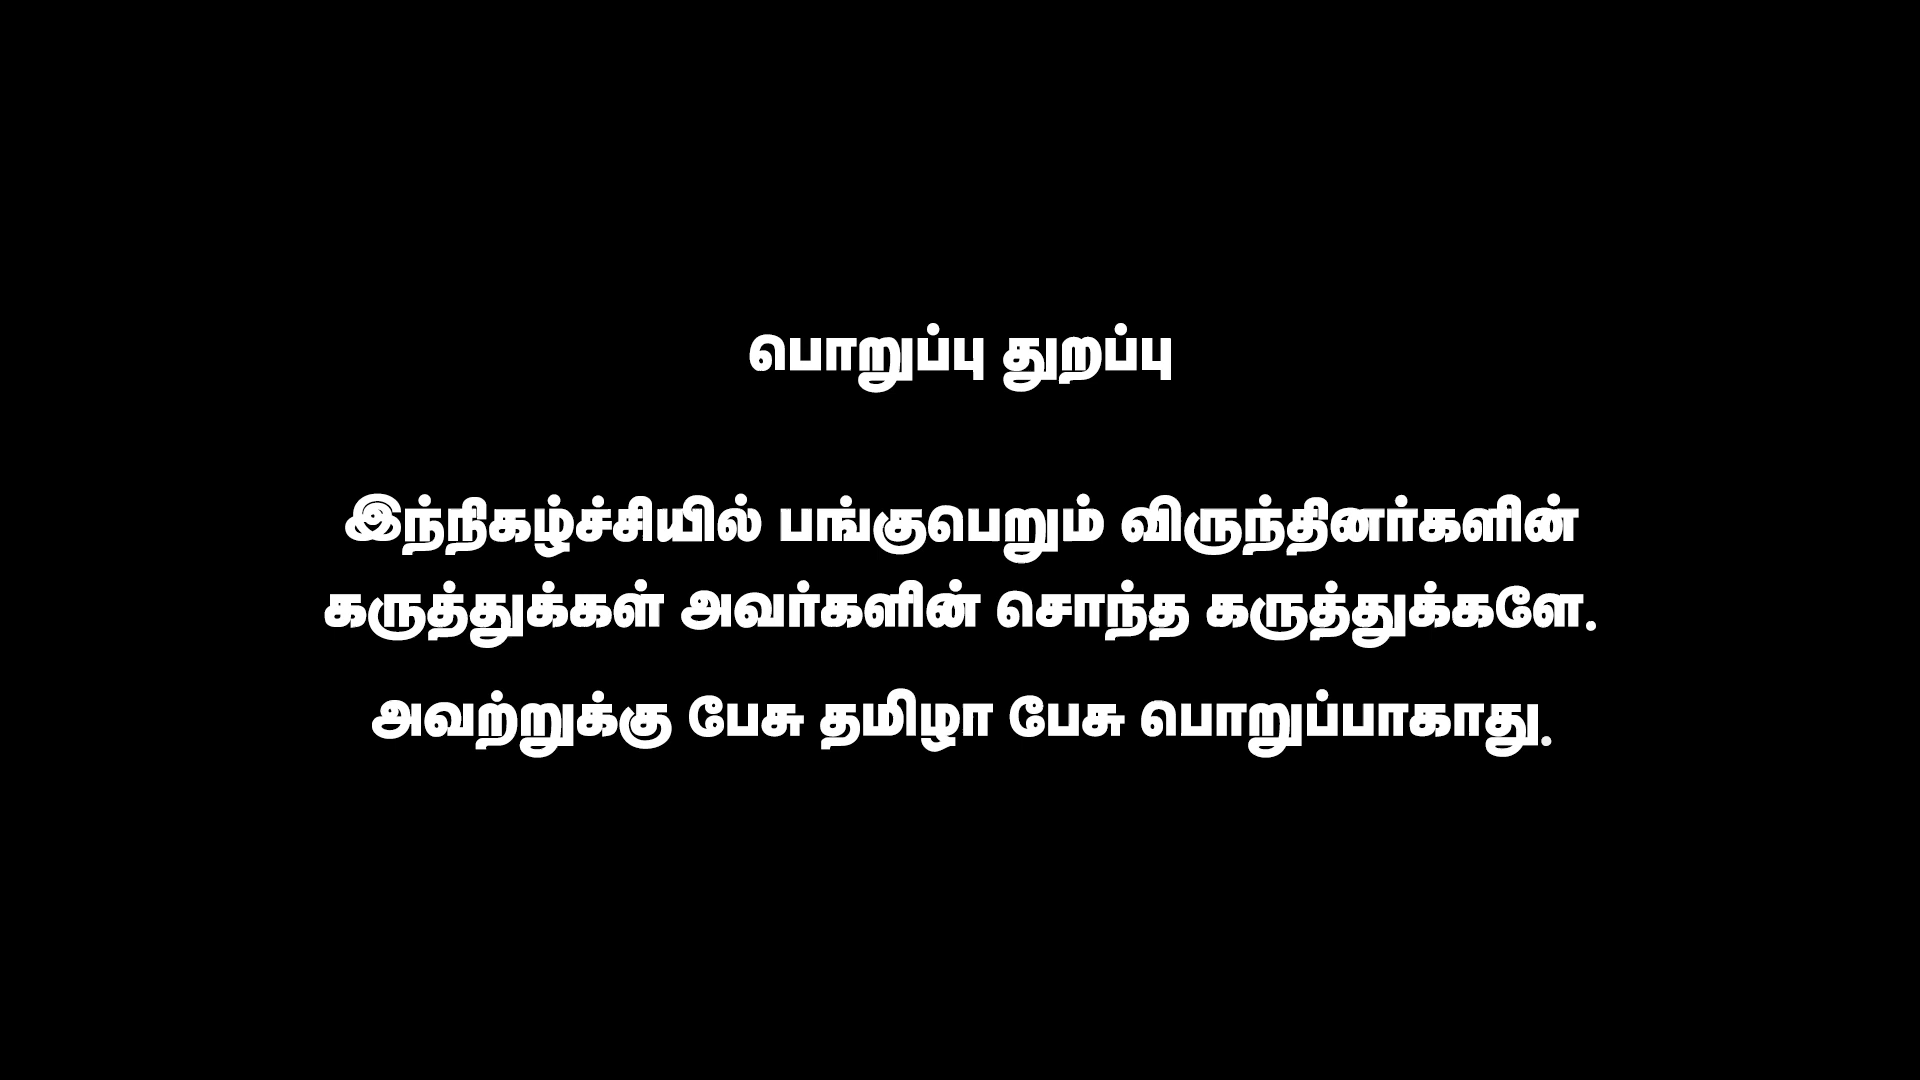 பொறுப்பு துறப்பு
இந்நிகழ்ச்சியில் பங்குபெறும் விருந்தினர்களின்
கருத்துக்கள் அவர்களின் சொந்த கருத்துக்களே.
அவற்றுக்கு பேசு தமிழா பேசு பொறுப்பாகாது.